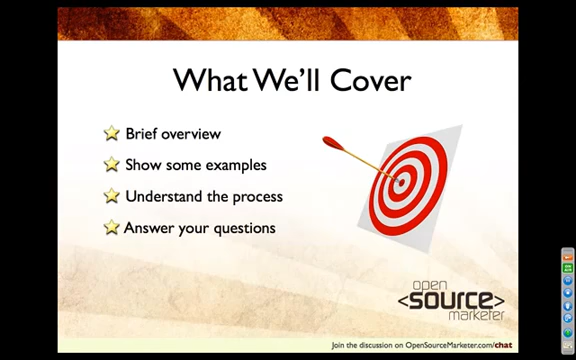 What We'll Cover
Brief overview
Show some examples
Understand the process
Answer your questions
open
<source>
marketer
Join the discussion on OpenSourceMarketer.com/chat